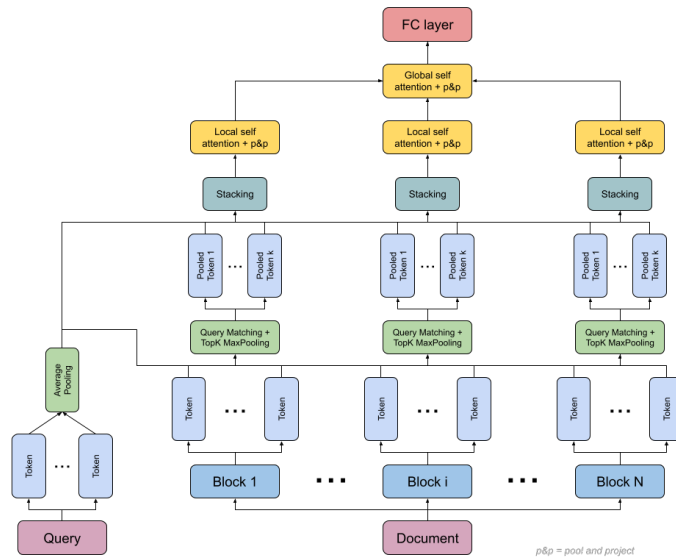 FC layer
Global self
attention + p&p
Local self
attention + p&p
Local self
attention + p&p
Local self
attention + p&p
Stacking
Stacking
Stacking
Pooled
Token 1
...
Pooled
Token k
Pooled
Token 1
...
Pooled
Token k
Pooled
Token 1
...
Pooled
Token k
Query Matching +
TopK MaxPooling
Query Matching +
TopK MaxPooling
Query Matching +
TopK MaxPooling
Average
Pooling
Token
...
Token
Token
...
Token
Token
...
Token
Token
...
Token
Block 1
...
Block i
...
Block N
Query
Document
p&p = pool and project